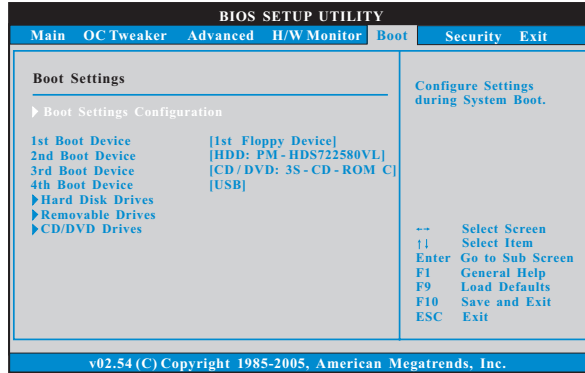 BIOS SETUP UTILITY
Main OC Tweaker Advanced H/W Monitor Boot Security Exit
Boot Settings
Boot Settings Configuration
1st Boot Device [1st Floppy Device]
2nd Boot Device [HDD: PM-HDS722580VL]
3rd Boot Device [CD/DVD: 3S-CD-ROM C]
4th Boot Device [USB]
Hard Disk Drives
Removable Drives
CD/DVD Drives
Configure Settings
during System Boot.
←→ Select Screen
↑↓ Select Item
Enter Go to Sub Screen
F1 General Help
F9 Load Defaults
F10 Save and Exit
ESC Exit
v02.54 (C) Copyright 1985-2005, American Megatrends, Inc.